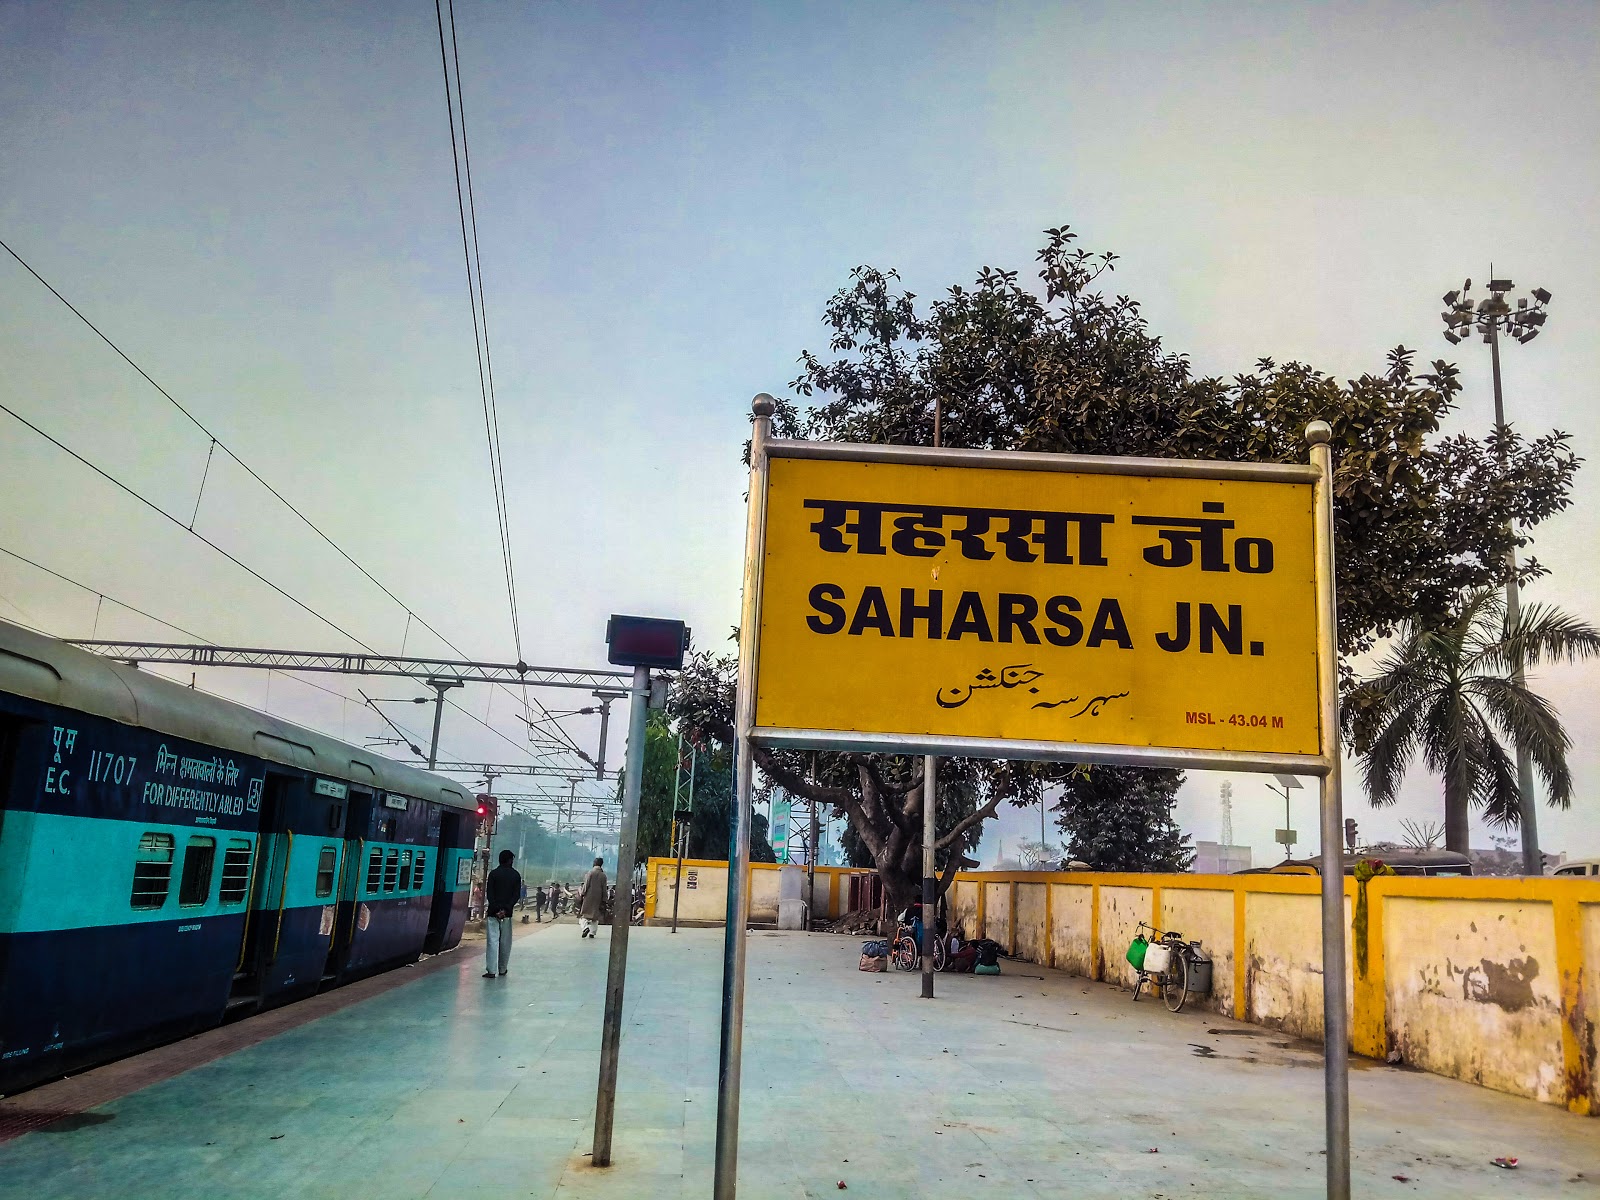 सहरसा जं०
SAHARSA JN.
سہرسہ جنکشن
MSL - 43.04 M
पू म
E.C.
11707
भिन्न क्षमतावालों के लिए
FOR DIFFERENTLY ABLED